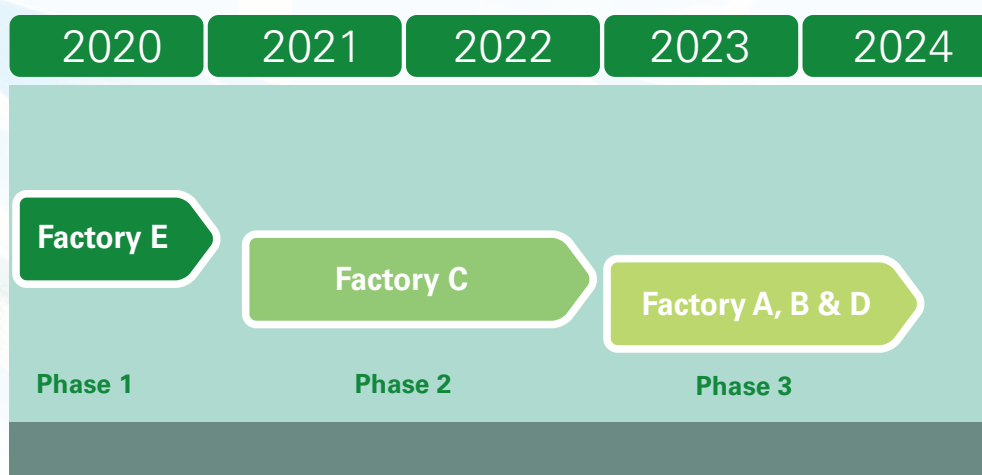 2020 2021 2022 2023 2024
Factory E
Factory C
Factory A, B & D
Phase 1 Phase 2 Phase 3